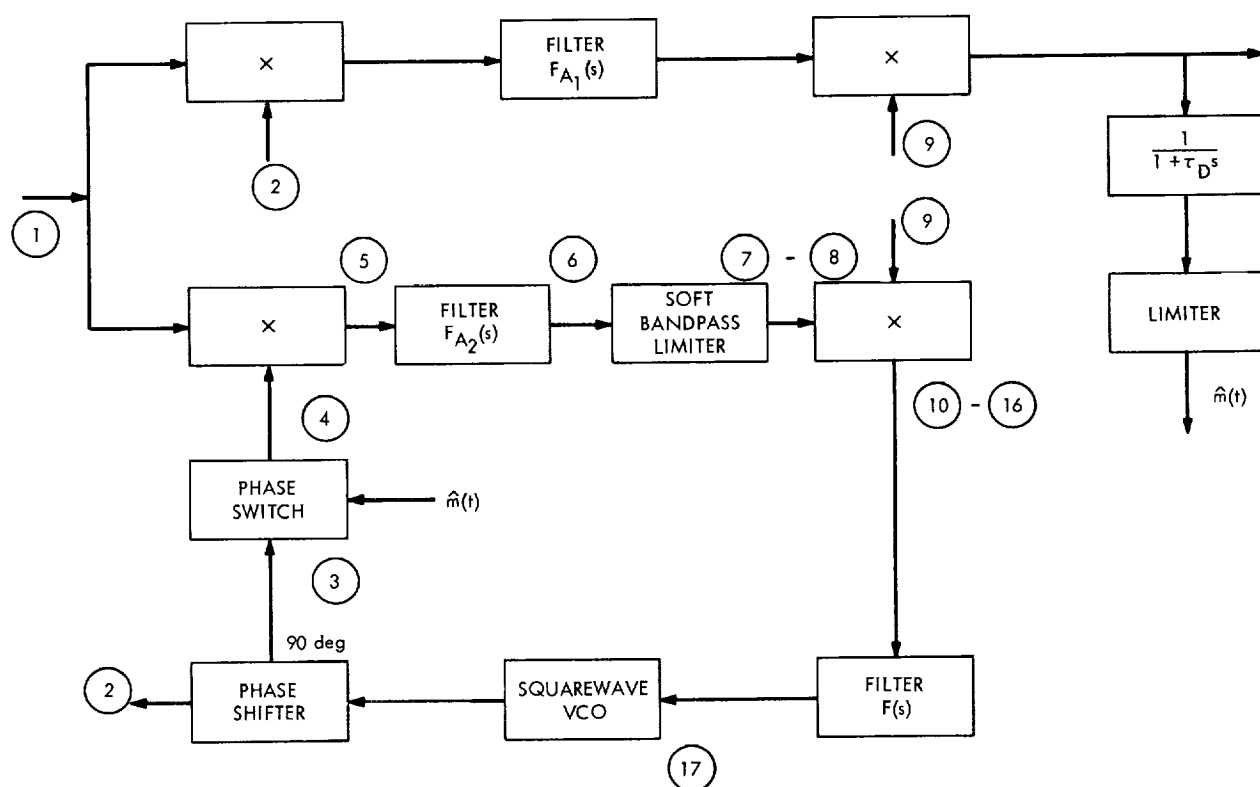 ×
FILTER
F_A1(s)
×
2
9
1
1 + τ_D s
1
9
5
6
7 - 8
×
FILTER
F_A2(s)
SOFT
BANDPASS
LIMITER
×
LIMITER
4
10 - 16
m̂(t)
PHASE
SWITCH
m̂(t)
3
90 deg
2
PHASE
SHIFTER
SQUAREWAVE
VCO
FILTER
F(s)
17